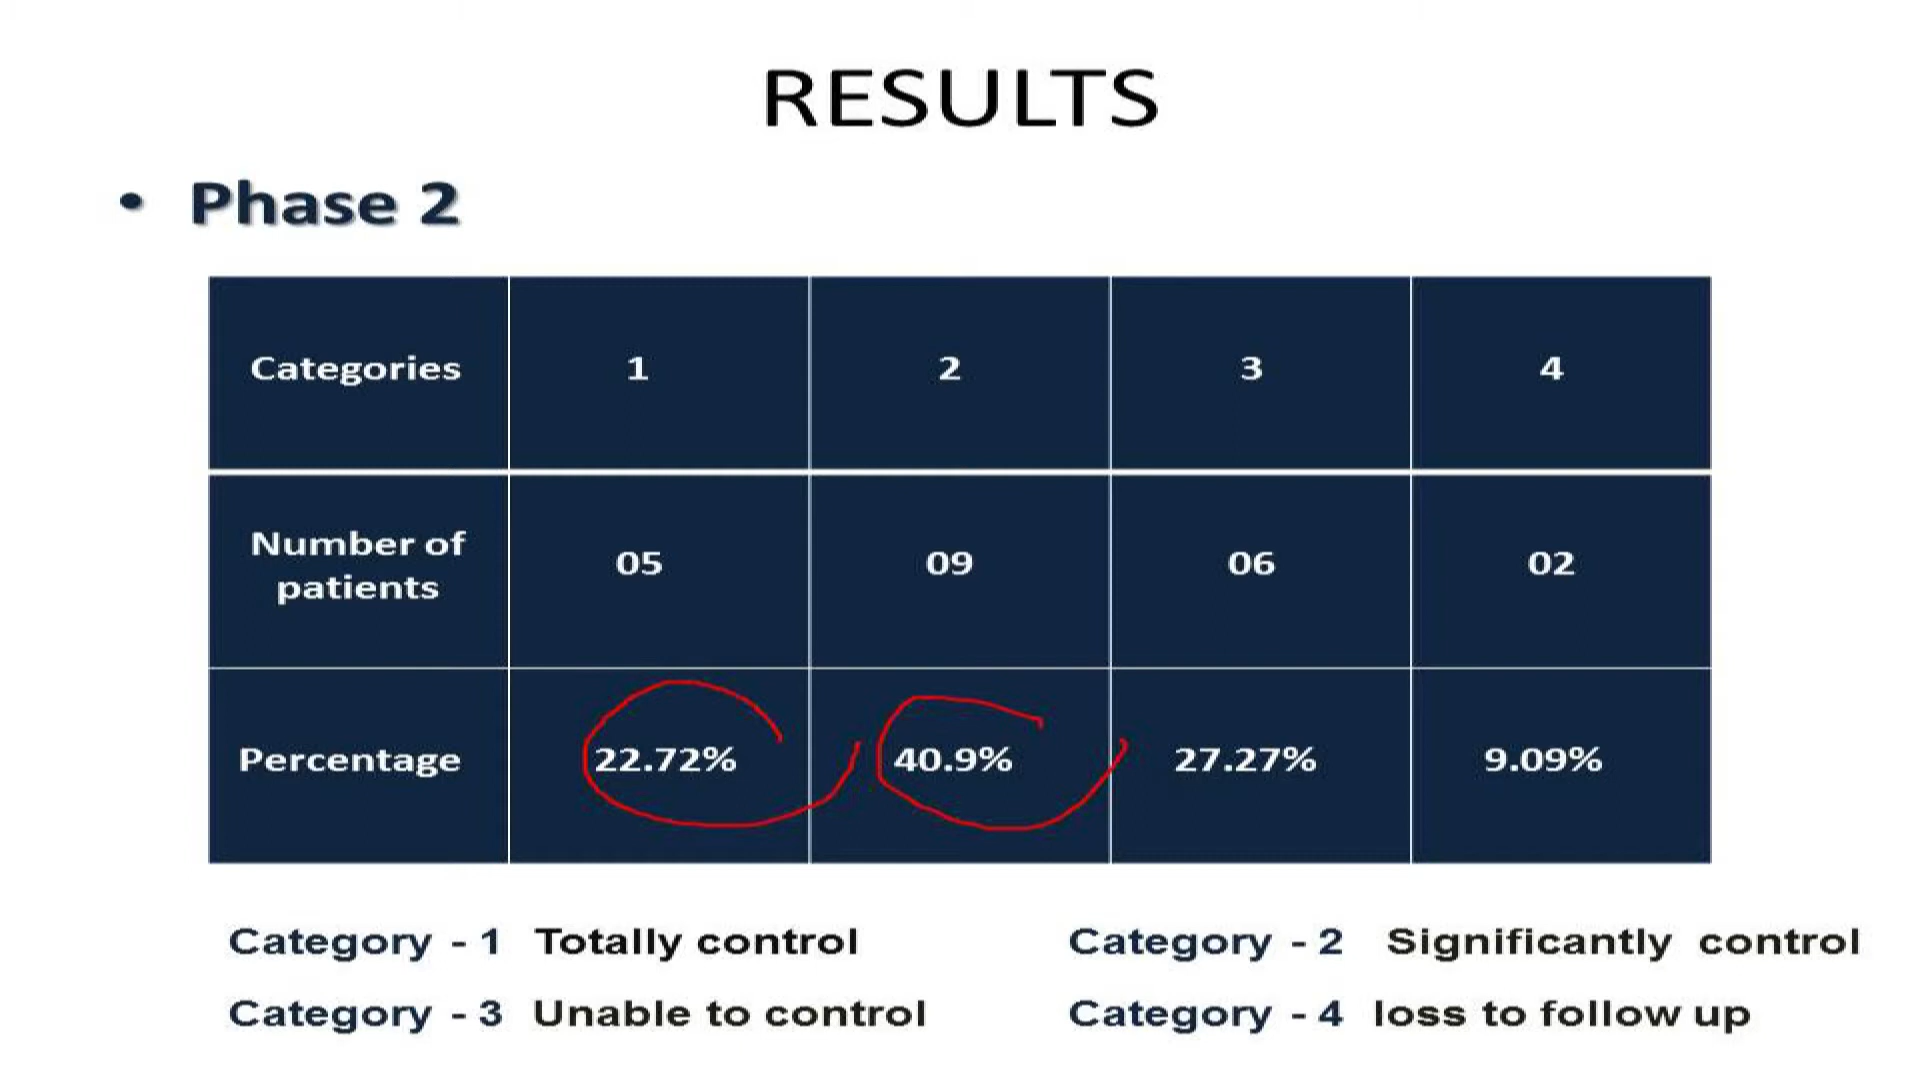 RESULTS
• Phase 2
Categories 1 2 3 4
Number of
patients 05 09 06 02
Percentage 22.72% 40.9% 27.27% 9.09%
Category - 1 Totally control Category - 2 Significantly control
Category - 3 Unable to control Category - 4 loss to follow up